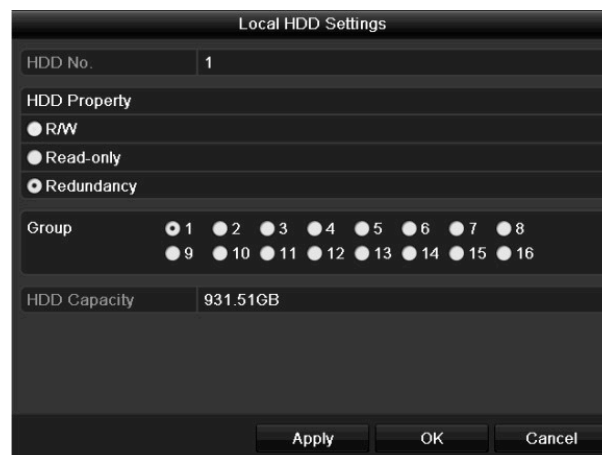 Local HDD Settings
HDD No. 1
HDD Property
R/W
Read-only
Redundancy
Group 1 2 3 4 5 6 7 8
9 10 11 12 13 14 15 16
HDD Capacity 931.51GB
Apply OK Cancel